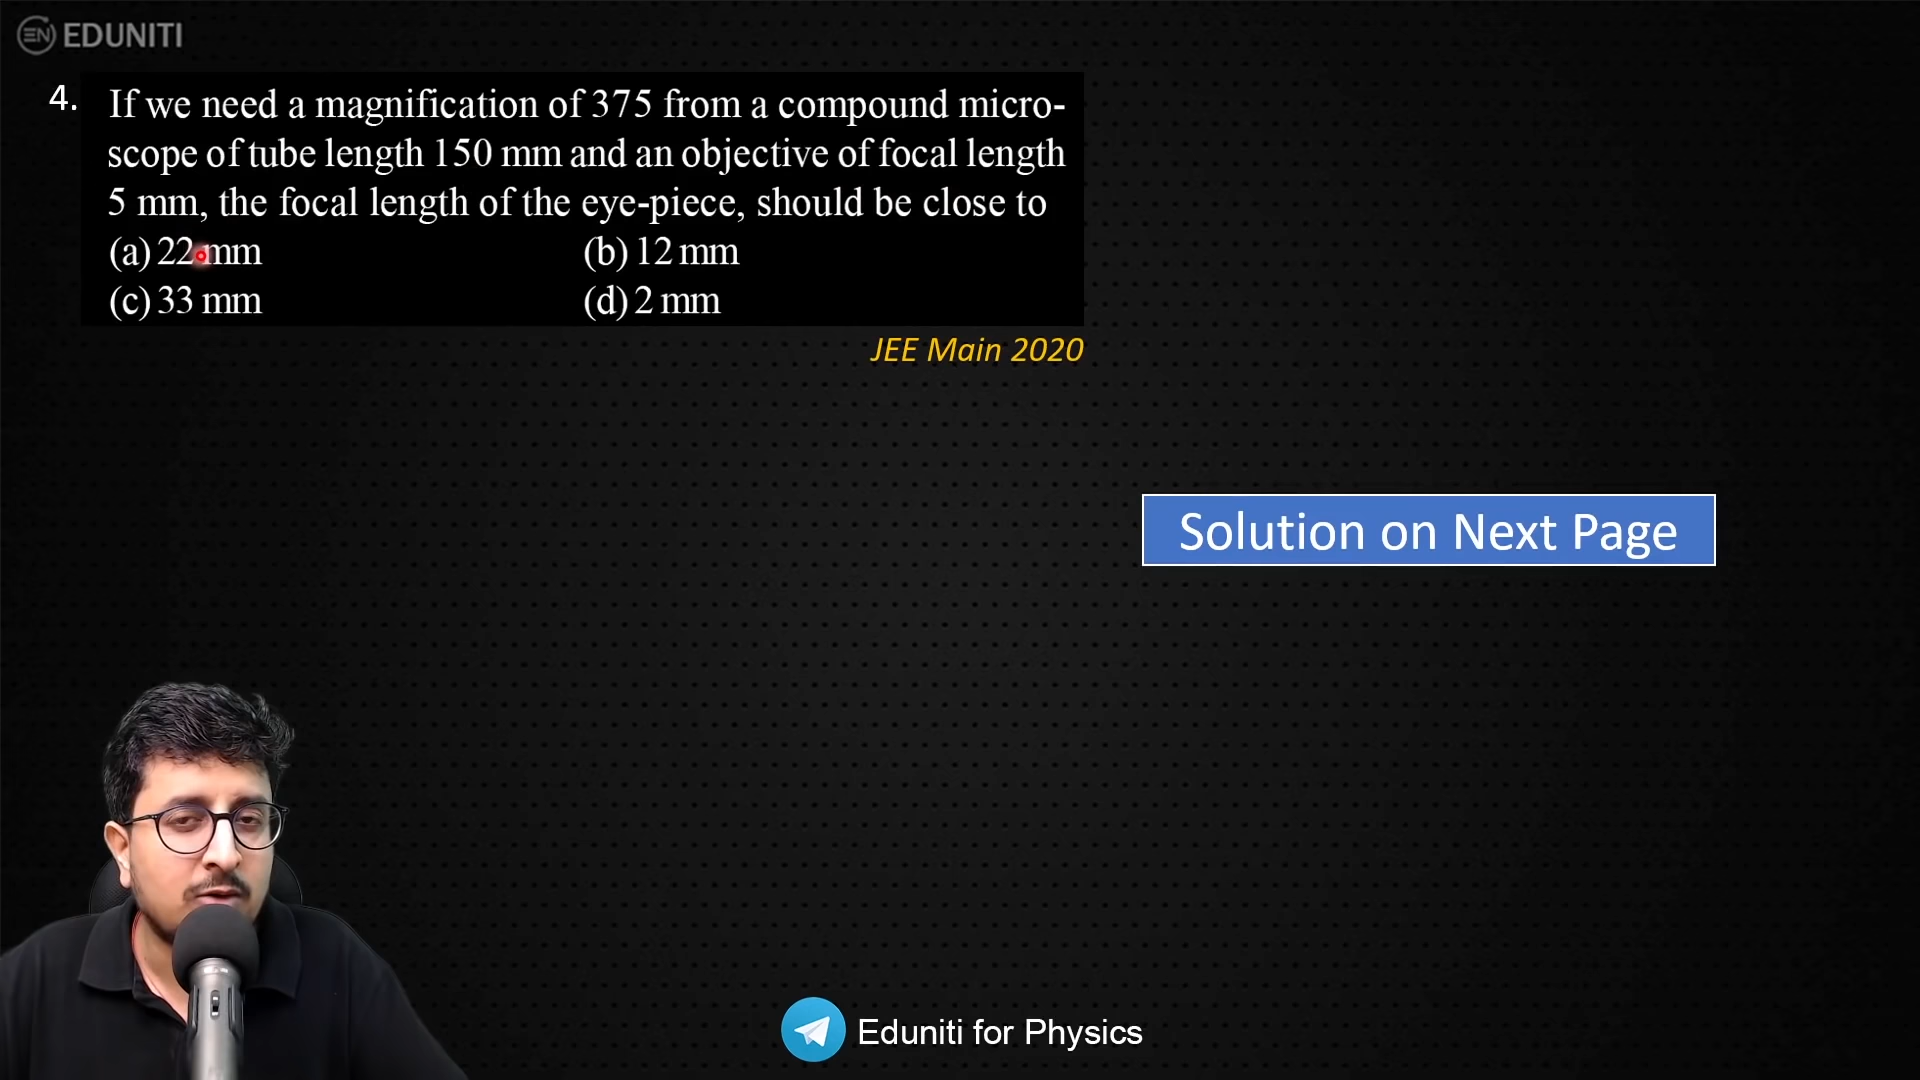 EN EDUNITI
4. If we need a magnification of 375 from a compound micro-
scope of tube length 150 mm and an objective of focal length
5 mm, the focal length of the eye-piece, should be close to
(a) 22 mm (b) 12 mm
(c) 33 mm (d) 2 mm
JEE Main 2020
Solution on Next Page
Eduniti for Physics